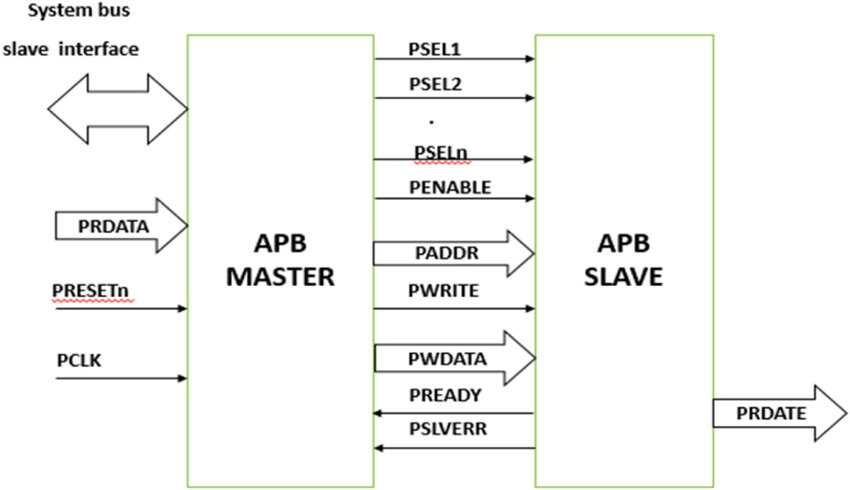 System bus
slave interface
PRDATA
PRESETn
PCLK
APB
MASTER
PSEL1
PSEL2
.
PSELn
PENABLE
PADDR
PWRITE
PWDATA
PREADY
PSLVERR
APB
SLAVE
PRDATE